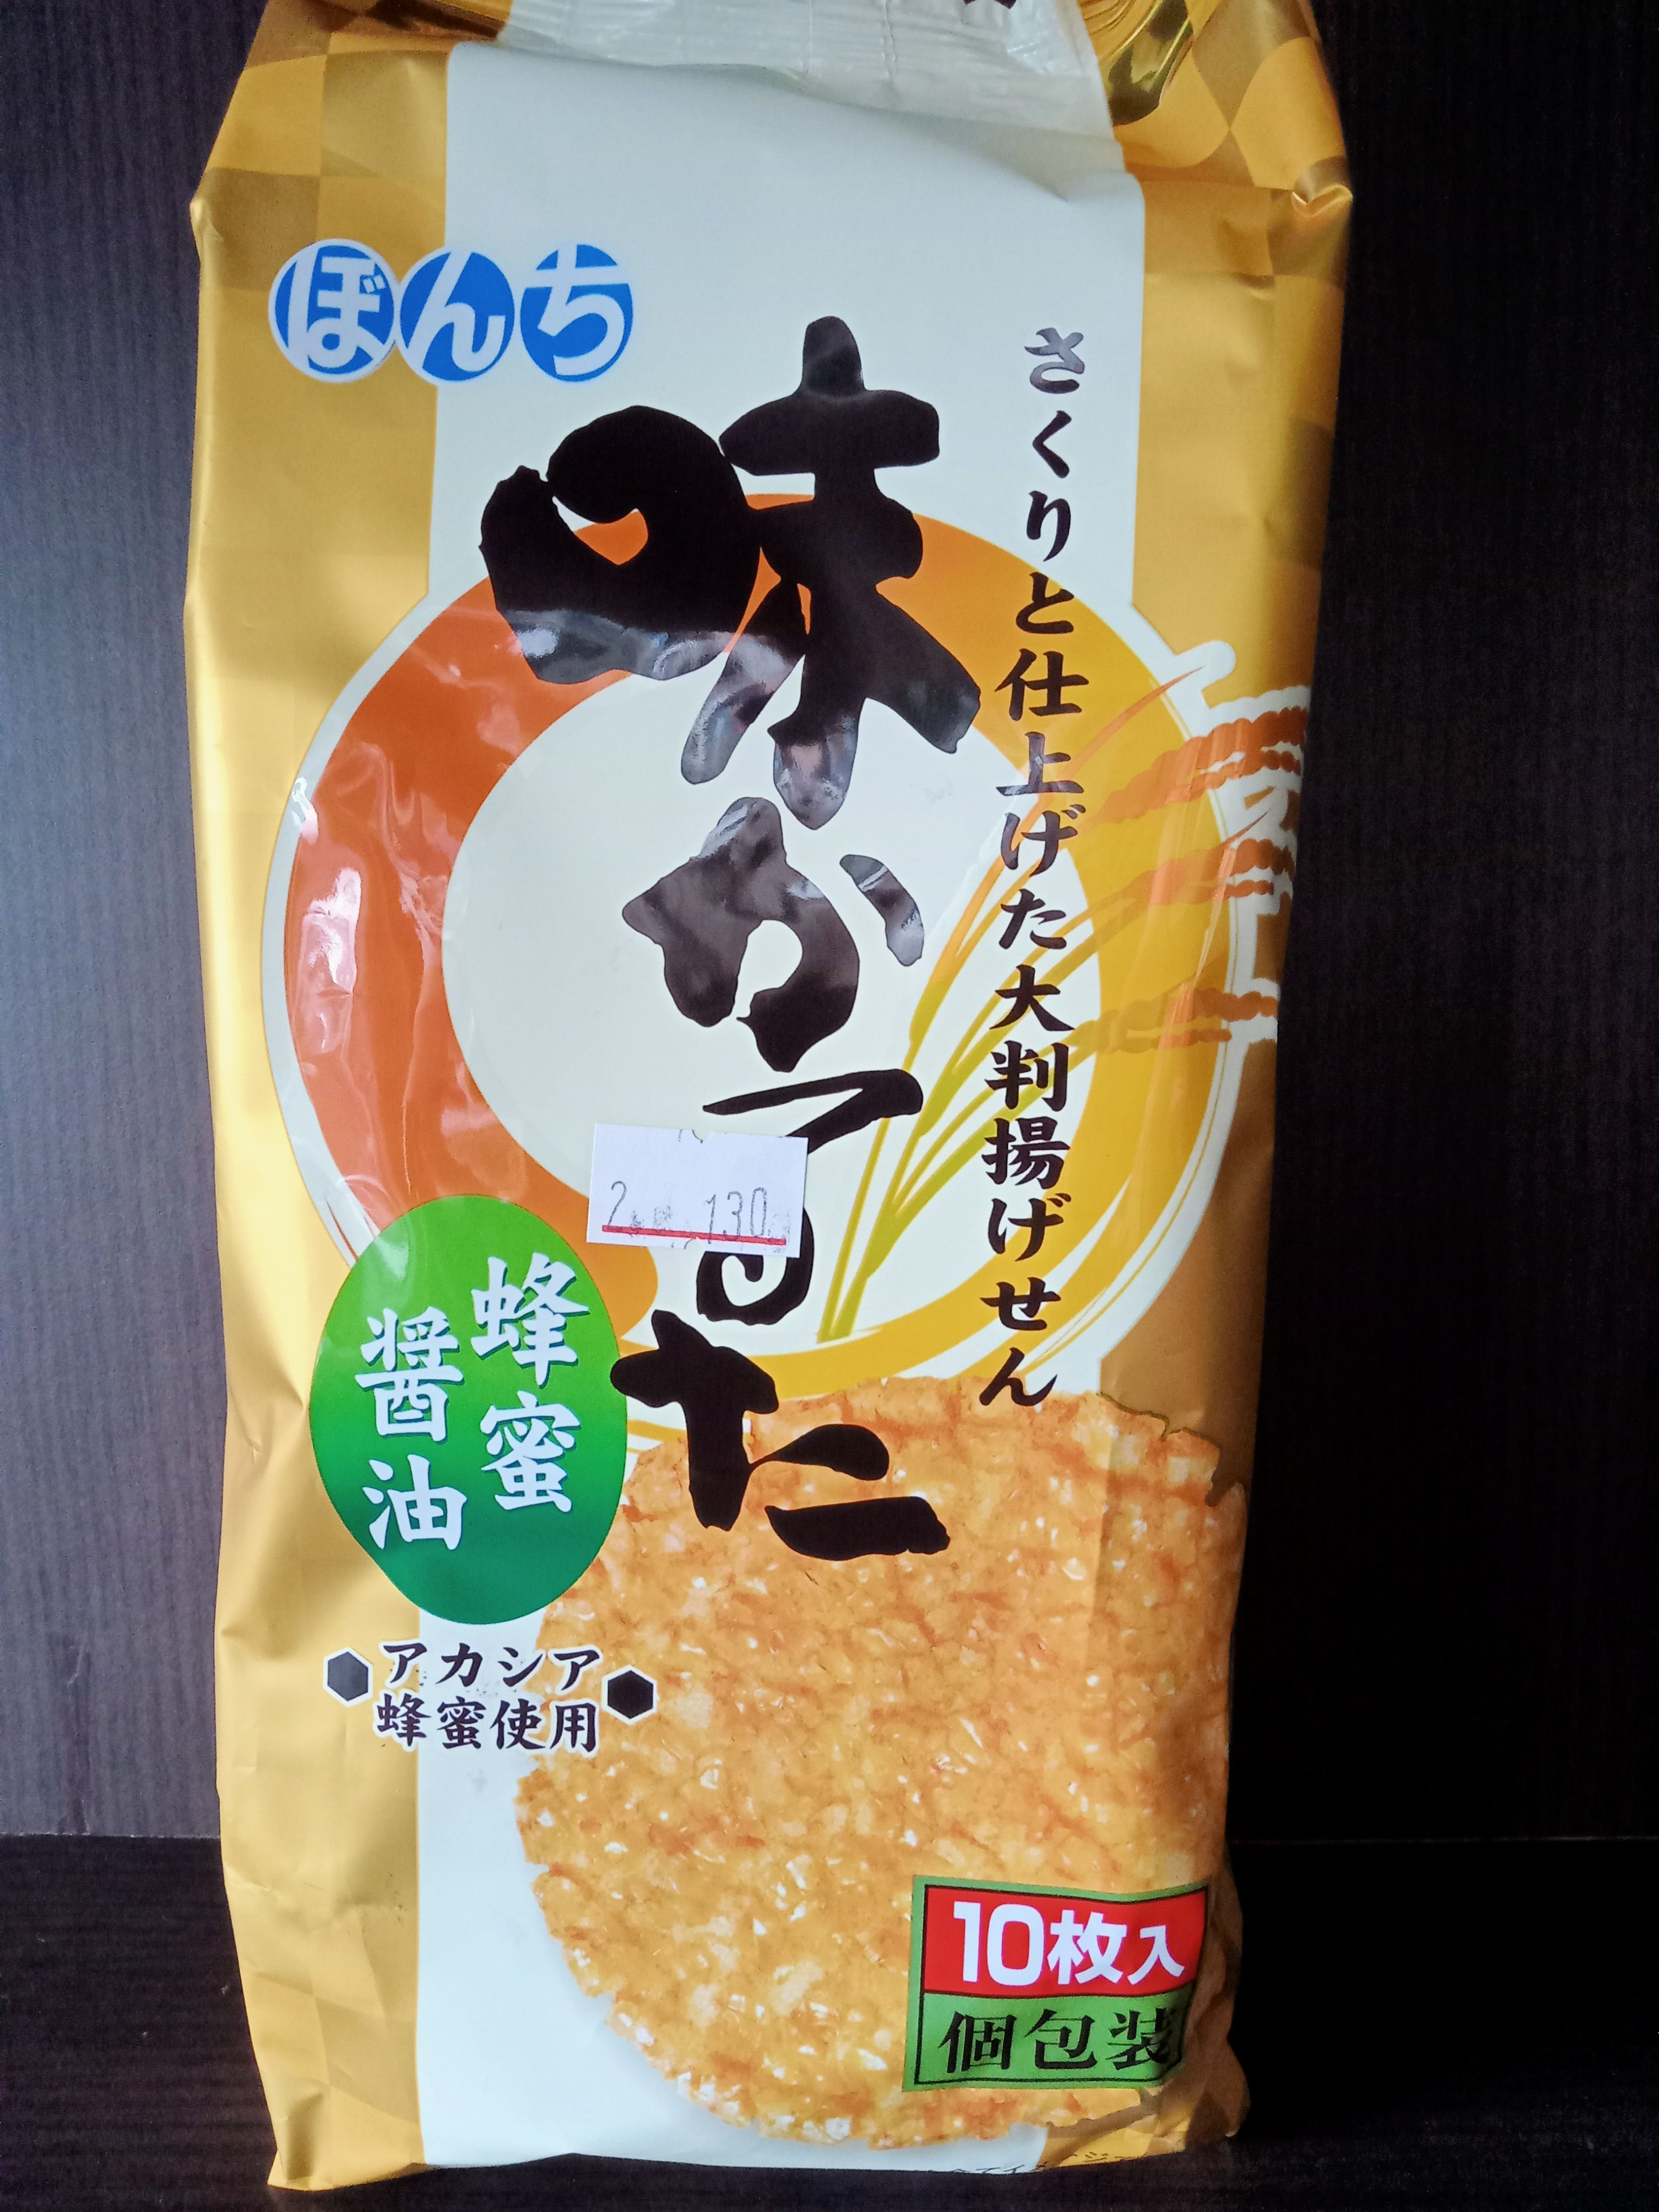 ぼんち
さくりと仕上げた大判揚げせん
味かるた
蜂蜜
醤油
アカシア
蜂蜜使用
10枚入
個包装